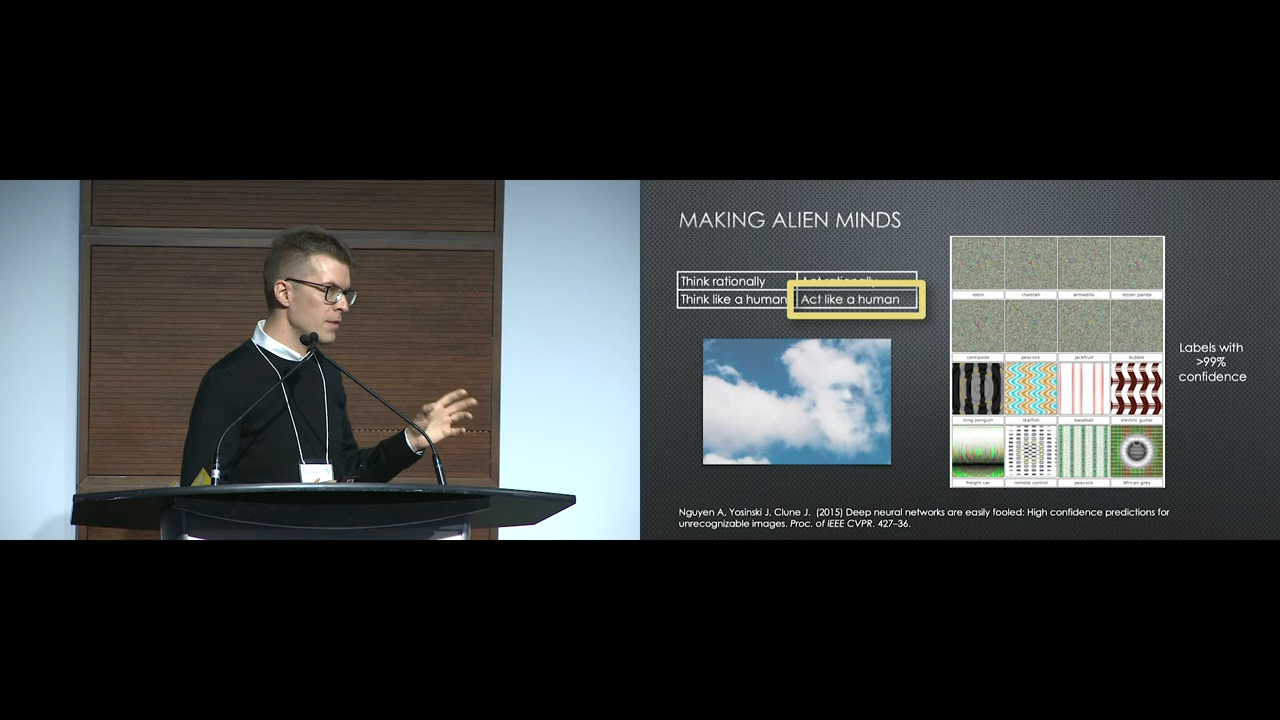 MAKING ALIEN MINDS
Think rationally
Act rationally
Think like a human
Act like a human
robin
cheetah
armadillo
lesser panda
centipede
peacock
jackfruit
bubble
king penguin
starfish
baseball
electric guitar
freight car
remote control
peacock
African grey
Labels with
>99%
confidence
Nguyen A, Yosinski J, Clune J. (2015) Deep neural networks are easily fooled: High confidence predictions for
unrecognizable images. Proc. of IEEE CVPR. 427–36.